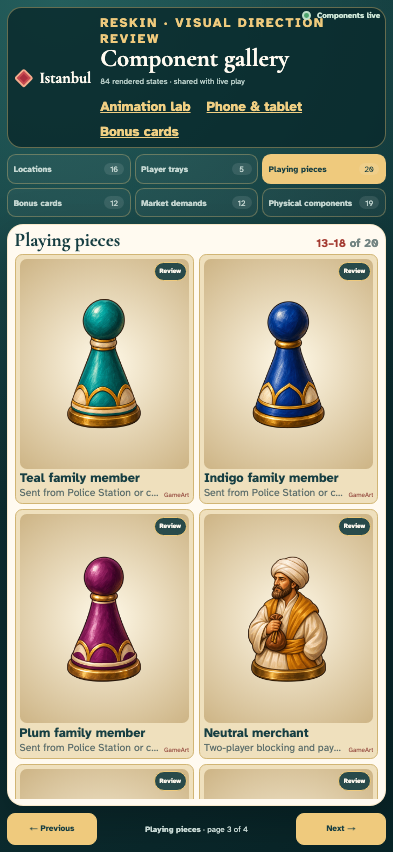 Components live
RESKIN · VISUAL DIRECTION
REVIEW
Istanbul
Component gallery
84 rendered states · shared with live play
Animation lab Phone & tablet
Bonus cards
Locations 16 Player trays 5 Playing pieces 20
Bonus cards 12 Market demands 12 Physical components 19
Playing pieces 13–18 of 20
Review Review
Teal family member Indigo family member
Sent from Police Station or c... GameArt Sent from Police Station or c... GameArt
Review Review
Plum family member Neutral merchant
Sent from Police Station or c... GameArt Two-player blocking and pay... GameArt
Review Review
← Previous Playing pieces · page 3 of 4 Next →